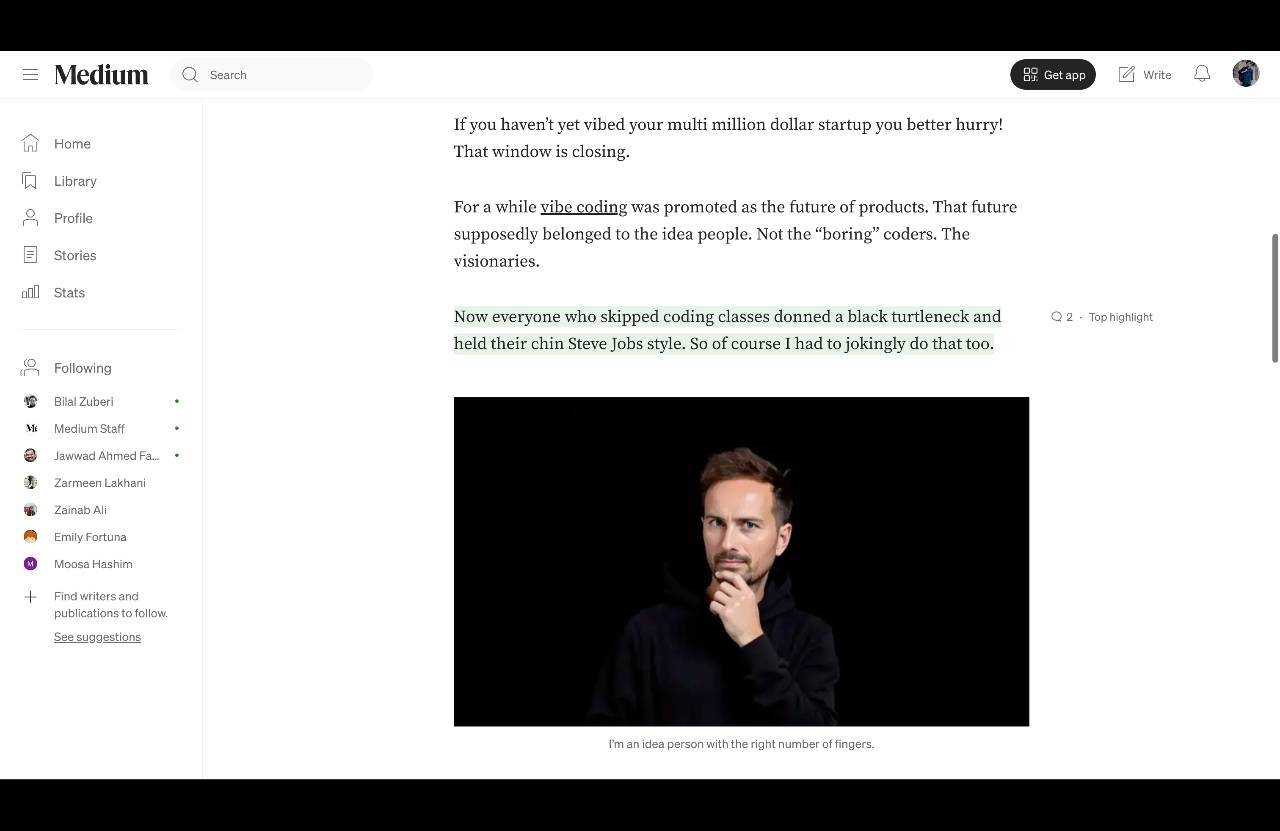 Medium
Search
Get app
Write
Home
Library
Profile
Stories
Stats
Following
Bilal Zuberi
Medium Staff
Jawwad Ahmed Fa...
Zarmeen Lakhani
Zainab Ali
Emily Fortuna
M
Moosa Hashim
Find writers and
publications to follow.
See suggestions
If you haven’t yet vibed your multi million dollar startup you better hurry!
That window is closing.
For a while vibe coding was promoted as the future of products. That future
supposedly belonged to the idea people. Not the “boring” coders. The
visionaries.
Now everyone who skipped coding classes donned a black turtleneck and
held their chin Steve Jobs style. So of course I had to jokingly do that too.
2 · Top highlight
I’m an idea person with the right number of fingers.